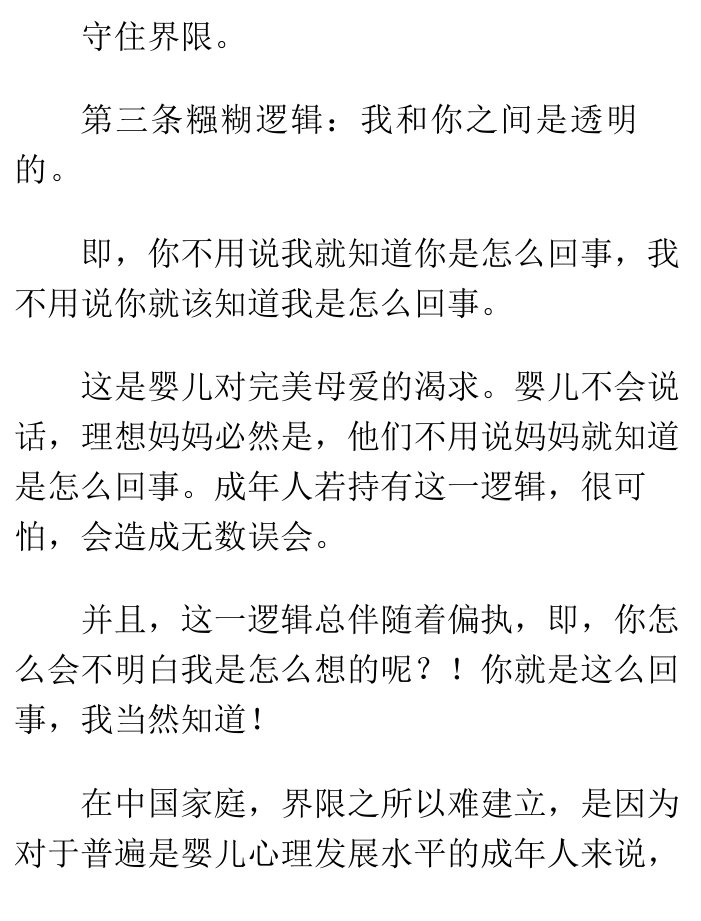 守住界限。
第三条糨糊逻辑：我和你之间是透明
的。
即，你不用说我就知道你是怎么回事，我
不用说你就该知道我是怎么回事。
这是婴儿对完美母爱的渴求。婴儿不会说
话，理想妈妈必然是，他们不用说妈妈就知道
是怎么回事。成年人若持有这一逻辑，很可
怕，会造成无数误会。
并且，这一逻辑总伴随着偏执，即，你怎
么会不明白我是怎么想的呢？！你就是这么回
事，我当然知道！
在中国家庭，界限之所以难建立，是因为
对于普遍是婴儿心理发展水平的成年人来说，